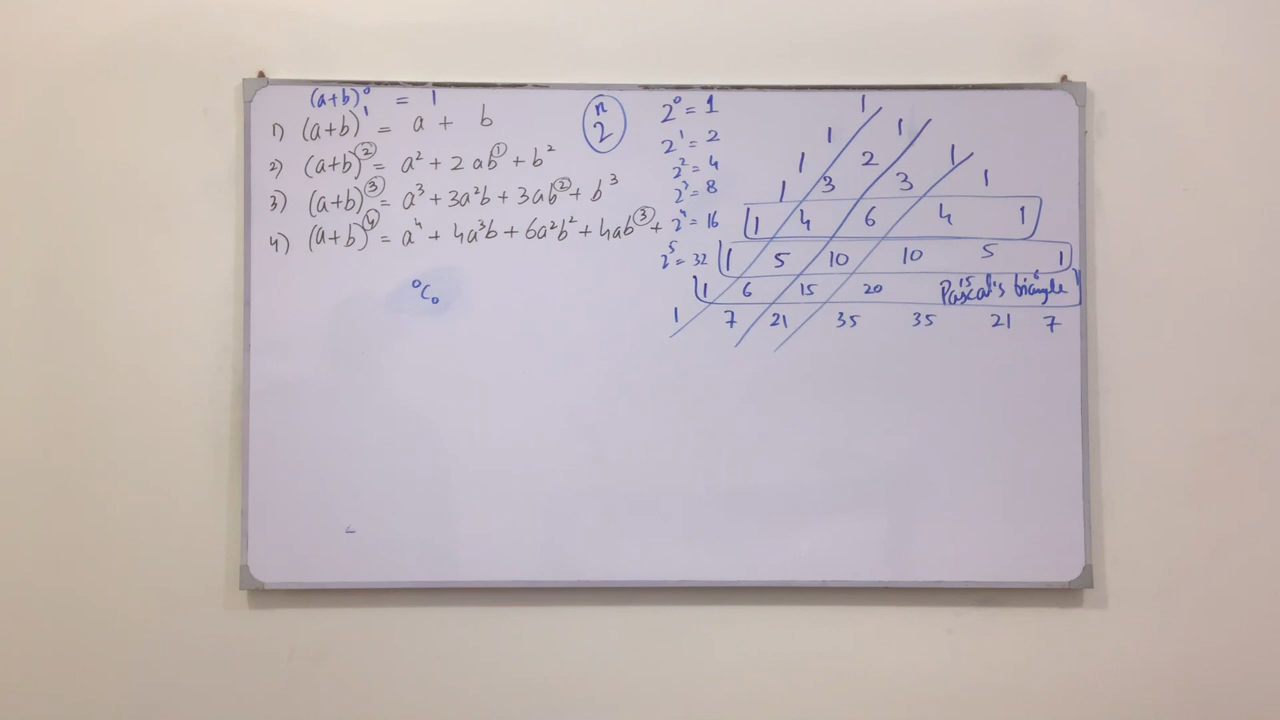 (a+b)⁰ = 1
1) (a+b)¹ = a + b
2) (a+b)² = a² + 2 ab¹ + b²
3) (a+b)³ = a³ + 3a²b + 3ab² + b³
4) (a+b)⁴ = a⁴ + 4a³b + 6a²b² + 4ab³ +
⁰C₀
2ⁿ
2⁰ = 1
2¹ = 2
2² = 4
2³ = 8
2⁴ = 16
2⁵ = 32
1
1 1
1 2 1
1 3 3 1
1 4 6 4 1
1 5 10 10 5 1
1 6 15 20 15 6 1
Pascal's triangle
1 7 21 35 35 21 7